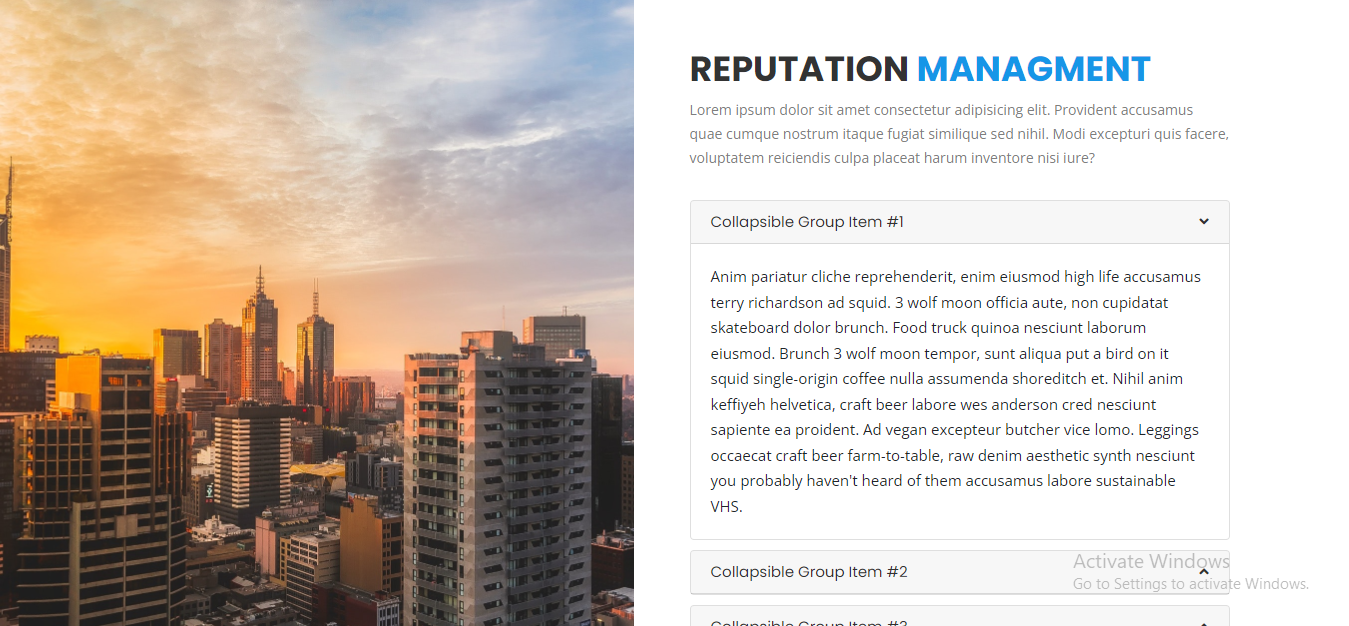 REPUTATION MANAGMENT
Lorem ipsum dolor sit amet consectetur adipisicing elit. Provident accusamus
quae cumque nostrum itaque fugiat similique sed nihil. Modi excepturi quis facere,
voluptatem reiciendis culpa placeat harum inventore nisi iure?
Collapsible Group Item #1
Anim pariatur cliche reprehenderit, enim eiusmod high life accusamus
terry richardson ad squid. 3 wolf moon officia aute, non cupidatat
skateboard dolor brunch. Food truck quinoa nesciunt laborum
eiusmod. Brunch 3 wolf moon tempor, sunt aliqua put a bird on it
squid single-origin coffee nulla assumenda shoreditch et. Nihil anim
keffiyeh helvetica, craft beer labore wes anderson cred nesciunt
sapiente ea proident. Ad vegan excepteur butcher vice lomo. Leggings
occaecat craft beer farm-to-table, raw denim aesthetic synth nesciunt
you probably haven't heard of them accusamus labore sustainable
VHS.
Collapsible Group Item #2
Activate Windows
Go to Settings to activate Windows.
Collapsible Group Item #3